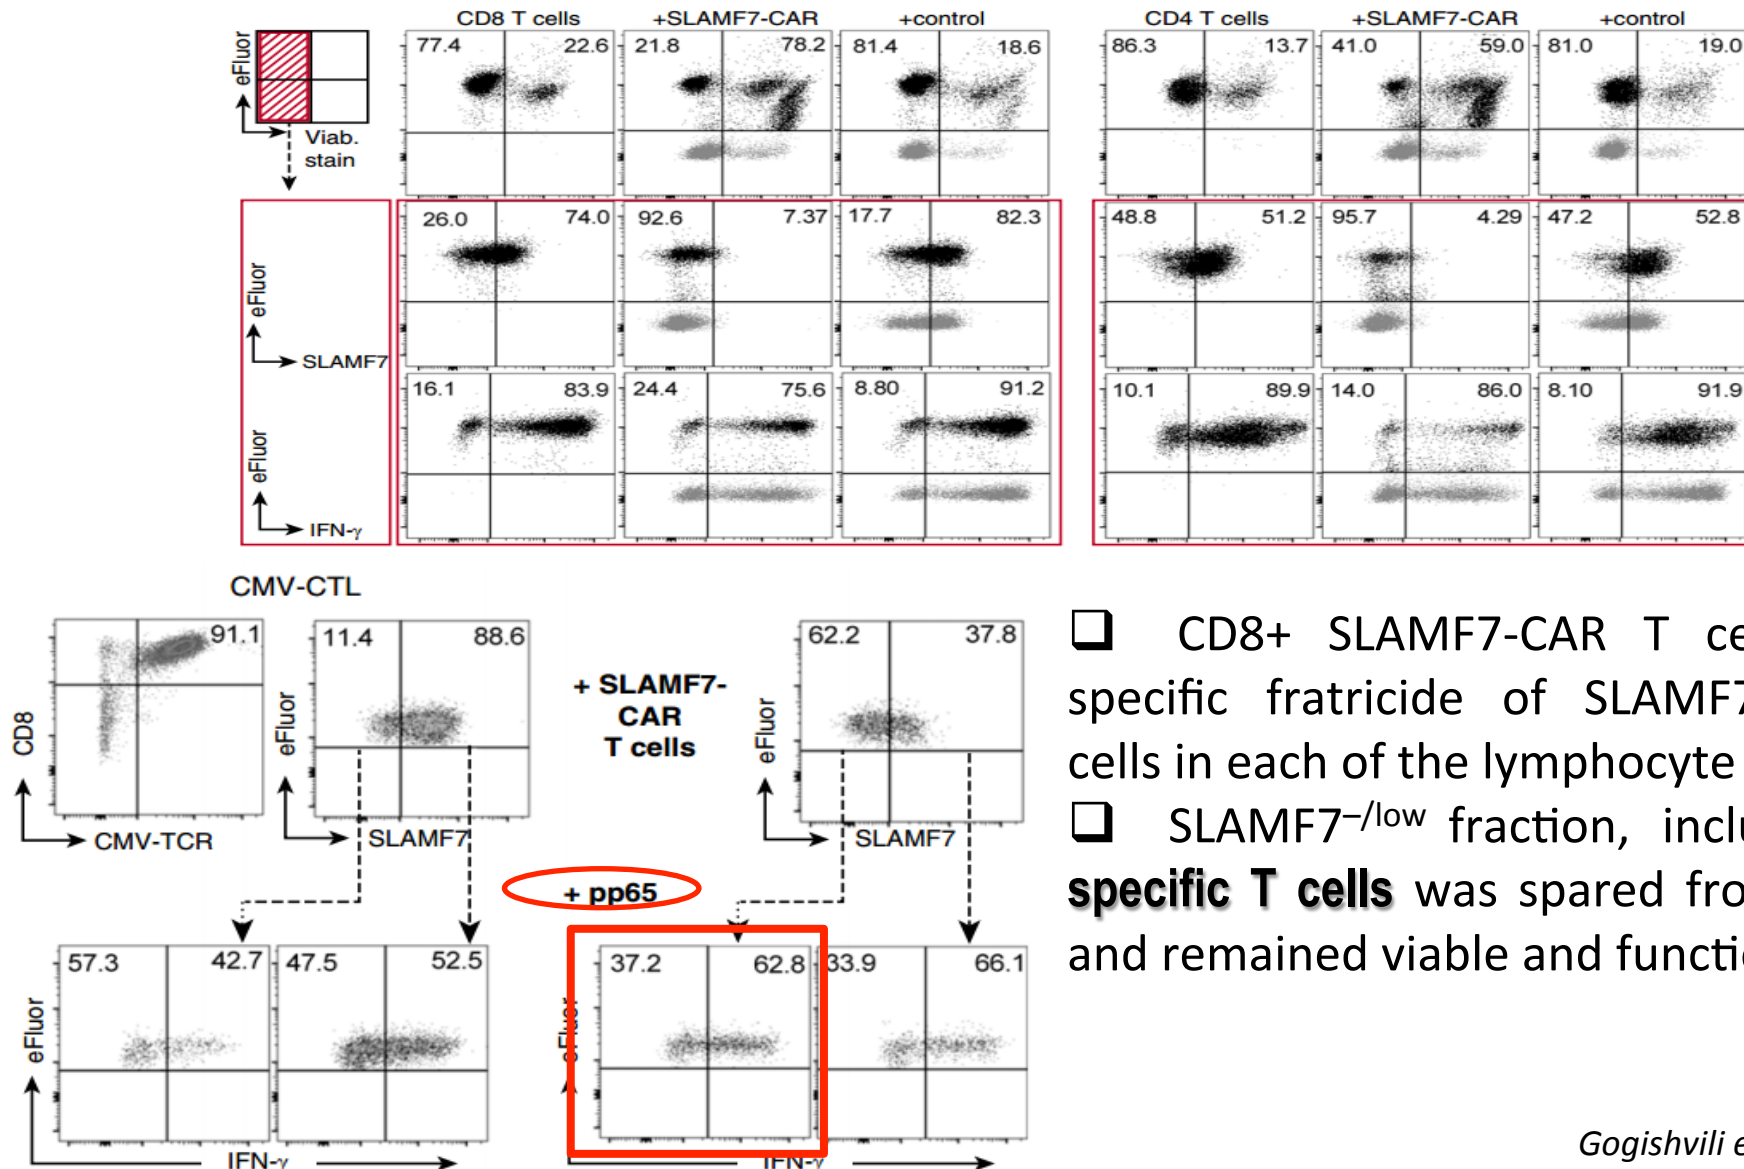 CD8 T cells +SLAMF7-CAR +control CD4 T cells +SLAMF7-CAR +control
77.4 22.6 21.8 78.2 81.4 18.6 86.3 13.7 41.0 59.0 81.0 19.0
eFluor
Viab.
stain
26.0 74.0 92.6 7.37 17.7 82.3 48.8 51.2 95.7 4.29 47.2 52.8
eFluor
SLAMF7
16.1 83.9 24.4 75.6 8.80 91.2 10.1 89.9 14.0 86.0 8.10 91.9
eFluor
IFN-γ
CMV-CTL
91.1 11.4 88.6 62.2 37.8
CD8
CMV-TCR
eFluor
SLAMF7
+ SLAMF7-
CAR
T cells
eFluor
SLAMF7
+ pp65
57.3 42.7 47.5 52.5 37.2 62.8 33.9 66.1
eFluor
IFN-γ
eFluor
IFN-γ
❑ CD8+ SLAMF7-CAR T ce
specific fratricide of SLAMF7
cells in each of the lymphocyte
❑ SLAMF7–/low fraction, inclu
specific T cells was spared fro
and remained viable and functio
Gogishvili e